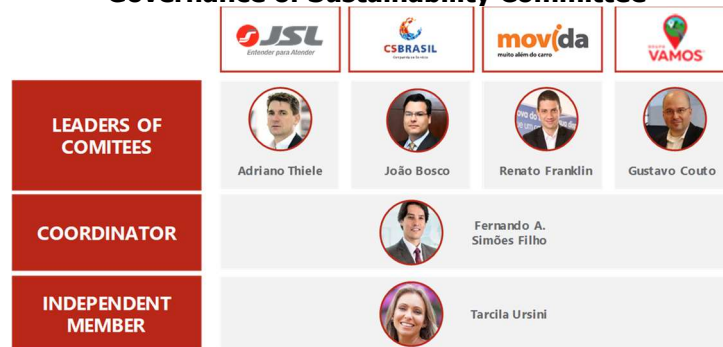 Governance of Sustainability Committee
JSL
Entender para Atender
CSBRASIL
movida
muito além do carro
VAMOS
LEADERS OF
COMITEES
Adriano Thiele
João Bosco
Renato Franklin
Gustavo Couto
COORDINATOR
Fernando A.
Simões Filho
INDEPENDENT
MEMBER
Tarcila Ursini